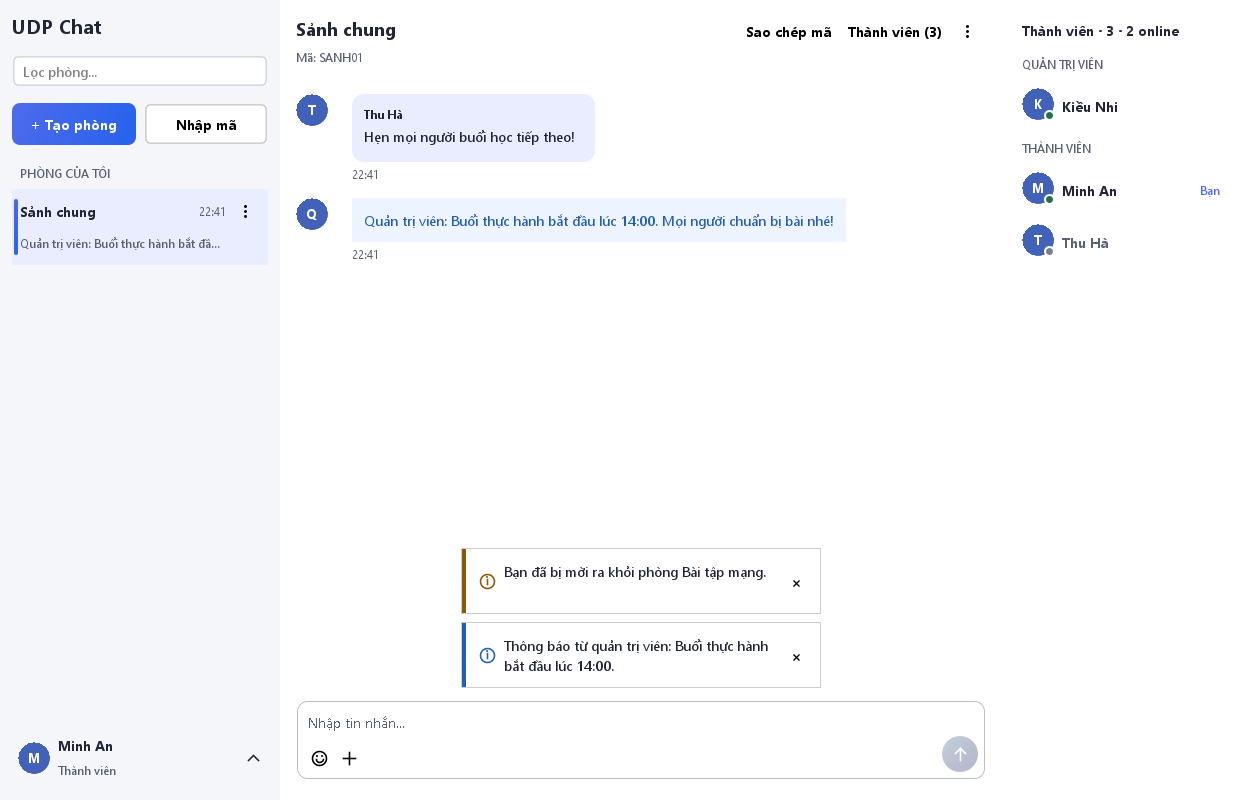 UDP Chat
Lọc phòng...
+ Tạo phòng
Nhập mã
PHÒNG CỦA TÔI
Sảnh chung
22:41
Quản trị viên: Buổi thực hành bắt đầ...
Minh An
Thành viên
M
Sảnh chung
Mã: SANH01
Sao chép mã
Thành viên (3)
T
Thu Hà
Hẹn mọi người buổi học tiếp theo!
22:41
Q
Quản trị viên: Buổi thực hành bắt đầu lúc 14:00. Mọi người chuẩn bị bài nhé!
22:41
Bạn đã bị mời ra khỏi phòng Bài tập mạng.
×
Thông báo từ quản trị viên: Buổi thực hành
bắt đầu lúc 14:00.
×
Nhập tin nhắn...
Thành viên · 3 · 2 online
QUẢN TRỊ VIÊN
K
Kiều Nhi
THÀNH VIÊN
M
Minh An
Bạn
T
Thu Hà